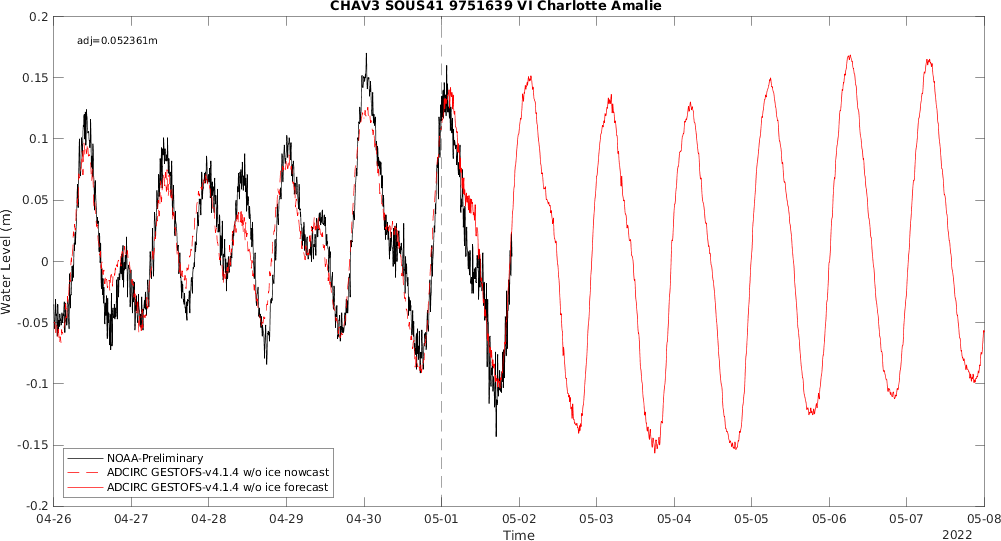 CHAV3 SOUS41 9751639 VI Charlotte Amalie
adj=0.052361m
0.2
0.15
0.1
0.05
0
-0.05
-0.1
-0.15
-0.2
Water Level (m)
NOAA-Preliminary
ADCIRC GESTOFS-v4.1.4 w/o ice nowcast
ADCIRC GESTOFS-v4.1.4 w/o ice forecast
04-26 04-27 04-28 04-29 04-30 05-01 05-02 05-03 05-04 05-05 05-06 05-07 05-08
Time
2022